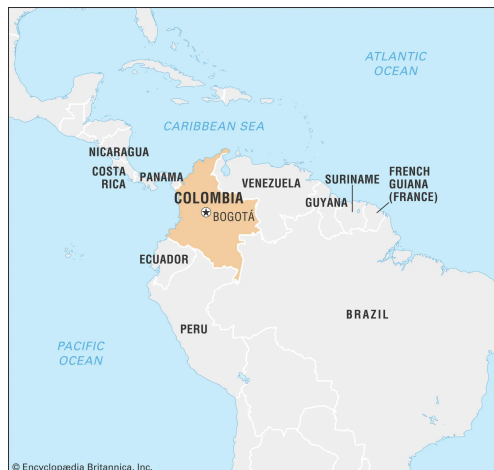 ATLANTIC
OCEAN
CARIBBEAN SEA
NICARAGUA
COSTA
RICA
PANAMA
VENEZUELA
SURINAME
FRENCH
GUIANA
(FRANCE)
GUYANA
COLOMBIA
BOGOTÁ
ECUADOR
BRAZIL
PERU
PACIFIC
OCEAN
© Encyclopædia Britannica, Inc.